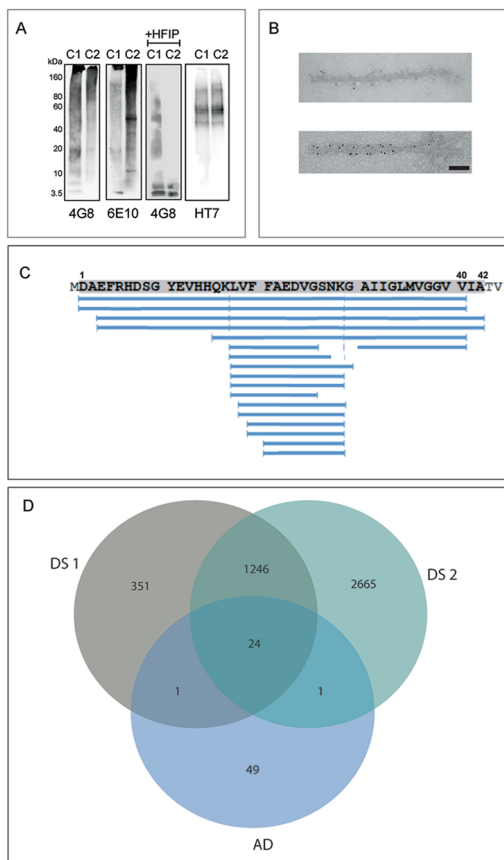 A
+HFIP
C1 C2 C1 C2 C1 C2 C1 C2
kDa
160
80
60
40
20
10
3.5
4G8 6E10 4G8 HT7
B
C
1 40 42
MDAEFRHDSG YEVHHQKLVF FAEDVGSNKG AIIGLMVGGV VIATV
D
DS 1
DS 2
351
1246
2665
24
1
1
49
AD